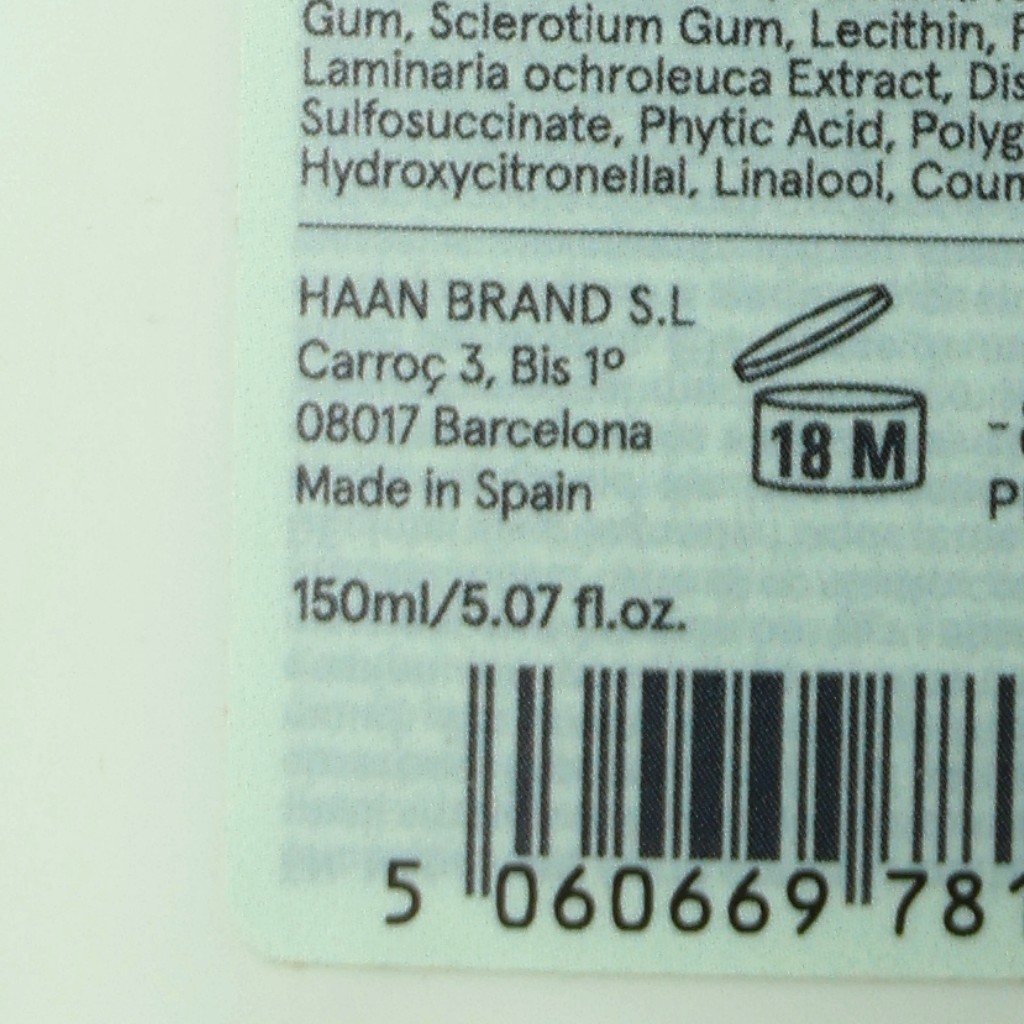 Gum, Sclerotium Gum, Lecithin,
Laminaria ochroleuca Extract,
Sulfosuccinate, Phytic Acid,
Hydroxycitronellal, Linalool,
HAAN BRAND S.L
Carroç 3, Bis 1º
08017 Barcelona
Made in Spain
18 M
150ml/5.07 fl.oz.
5 060669 78